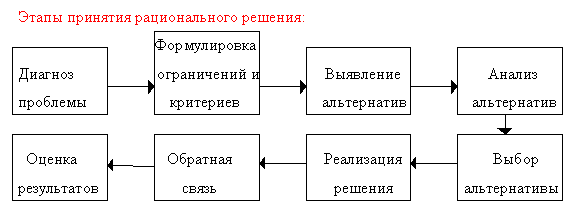 Этапы принятия рационального решения:
Диагноз
проблемы
Формулировка
ограничений и
критериев
Выявление
альтернатив
Анализ
альтернатив
Выбор
альтернативы
Реализация
решения
Обратная
связь
Оценка
результатов